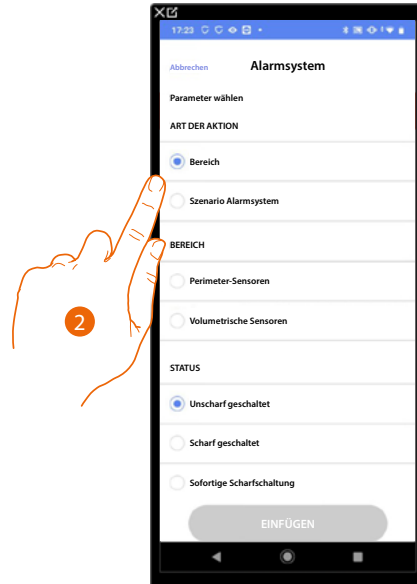 17:23
Abbrechen Alarmsystem
Parameter wählen
ART DER AKTION
Bereich
Szenario Alarmsystem
BEREICH
Perimeter-Sensoren
Volumetrische Sensoren
STATUS
Unscharf geschaltet
Scharf geschaltet
Sofortige Scharfschaltung
EINFÜGEN
2